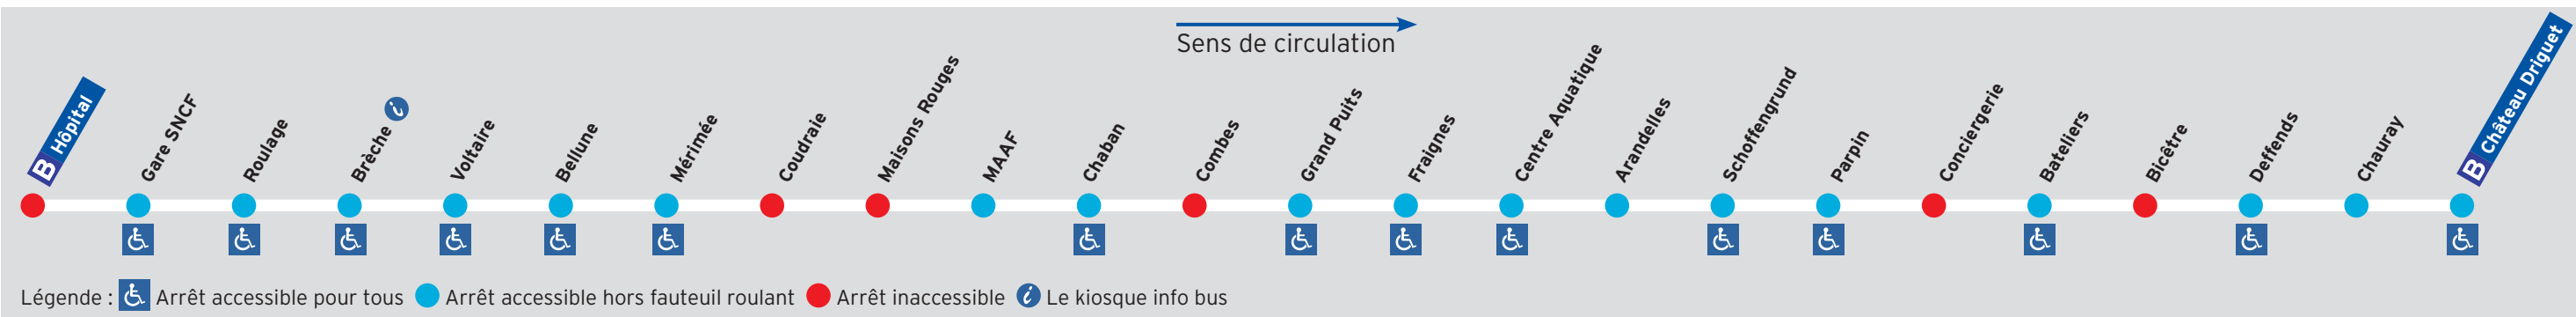 Sens de circulation
B Hôpital
Gare SNCF
Roulage
Brèche i
Voltaire
Bellune
Mérimée
Coudraie
Maisons Rouges
MAAF
Chaban
Combes
Grand Puits
Fraignes
Centre Aquatique
Arandelles
Schoffengrund
Parpin
Conciergerie
Bateliers
Bicêtre
Deffends
Chauray
B Château Driguet
Légende : Arrêt accessible pour tous Arrêt accessible hors fauteuil roulant Arrêt inaccessible i Le kiosque info bus